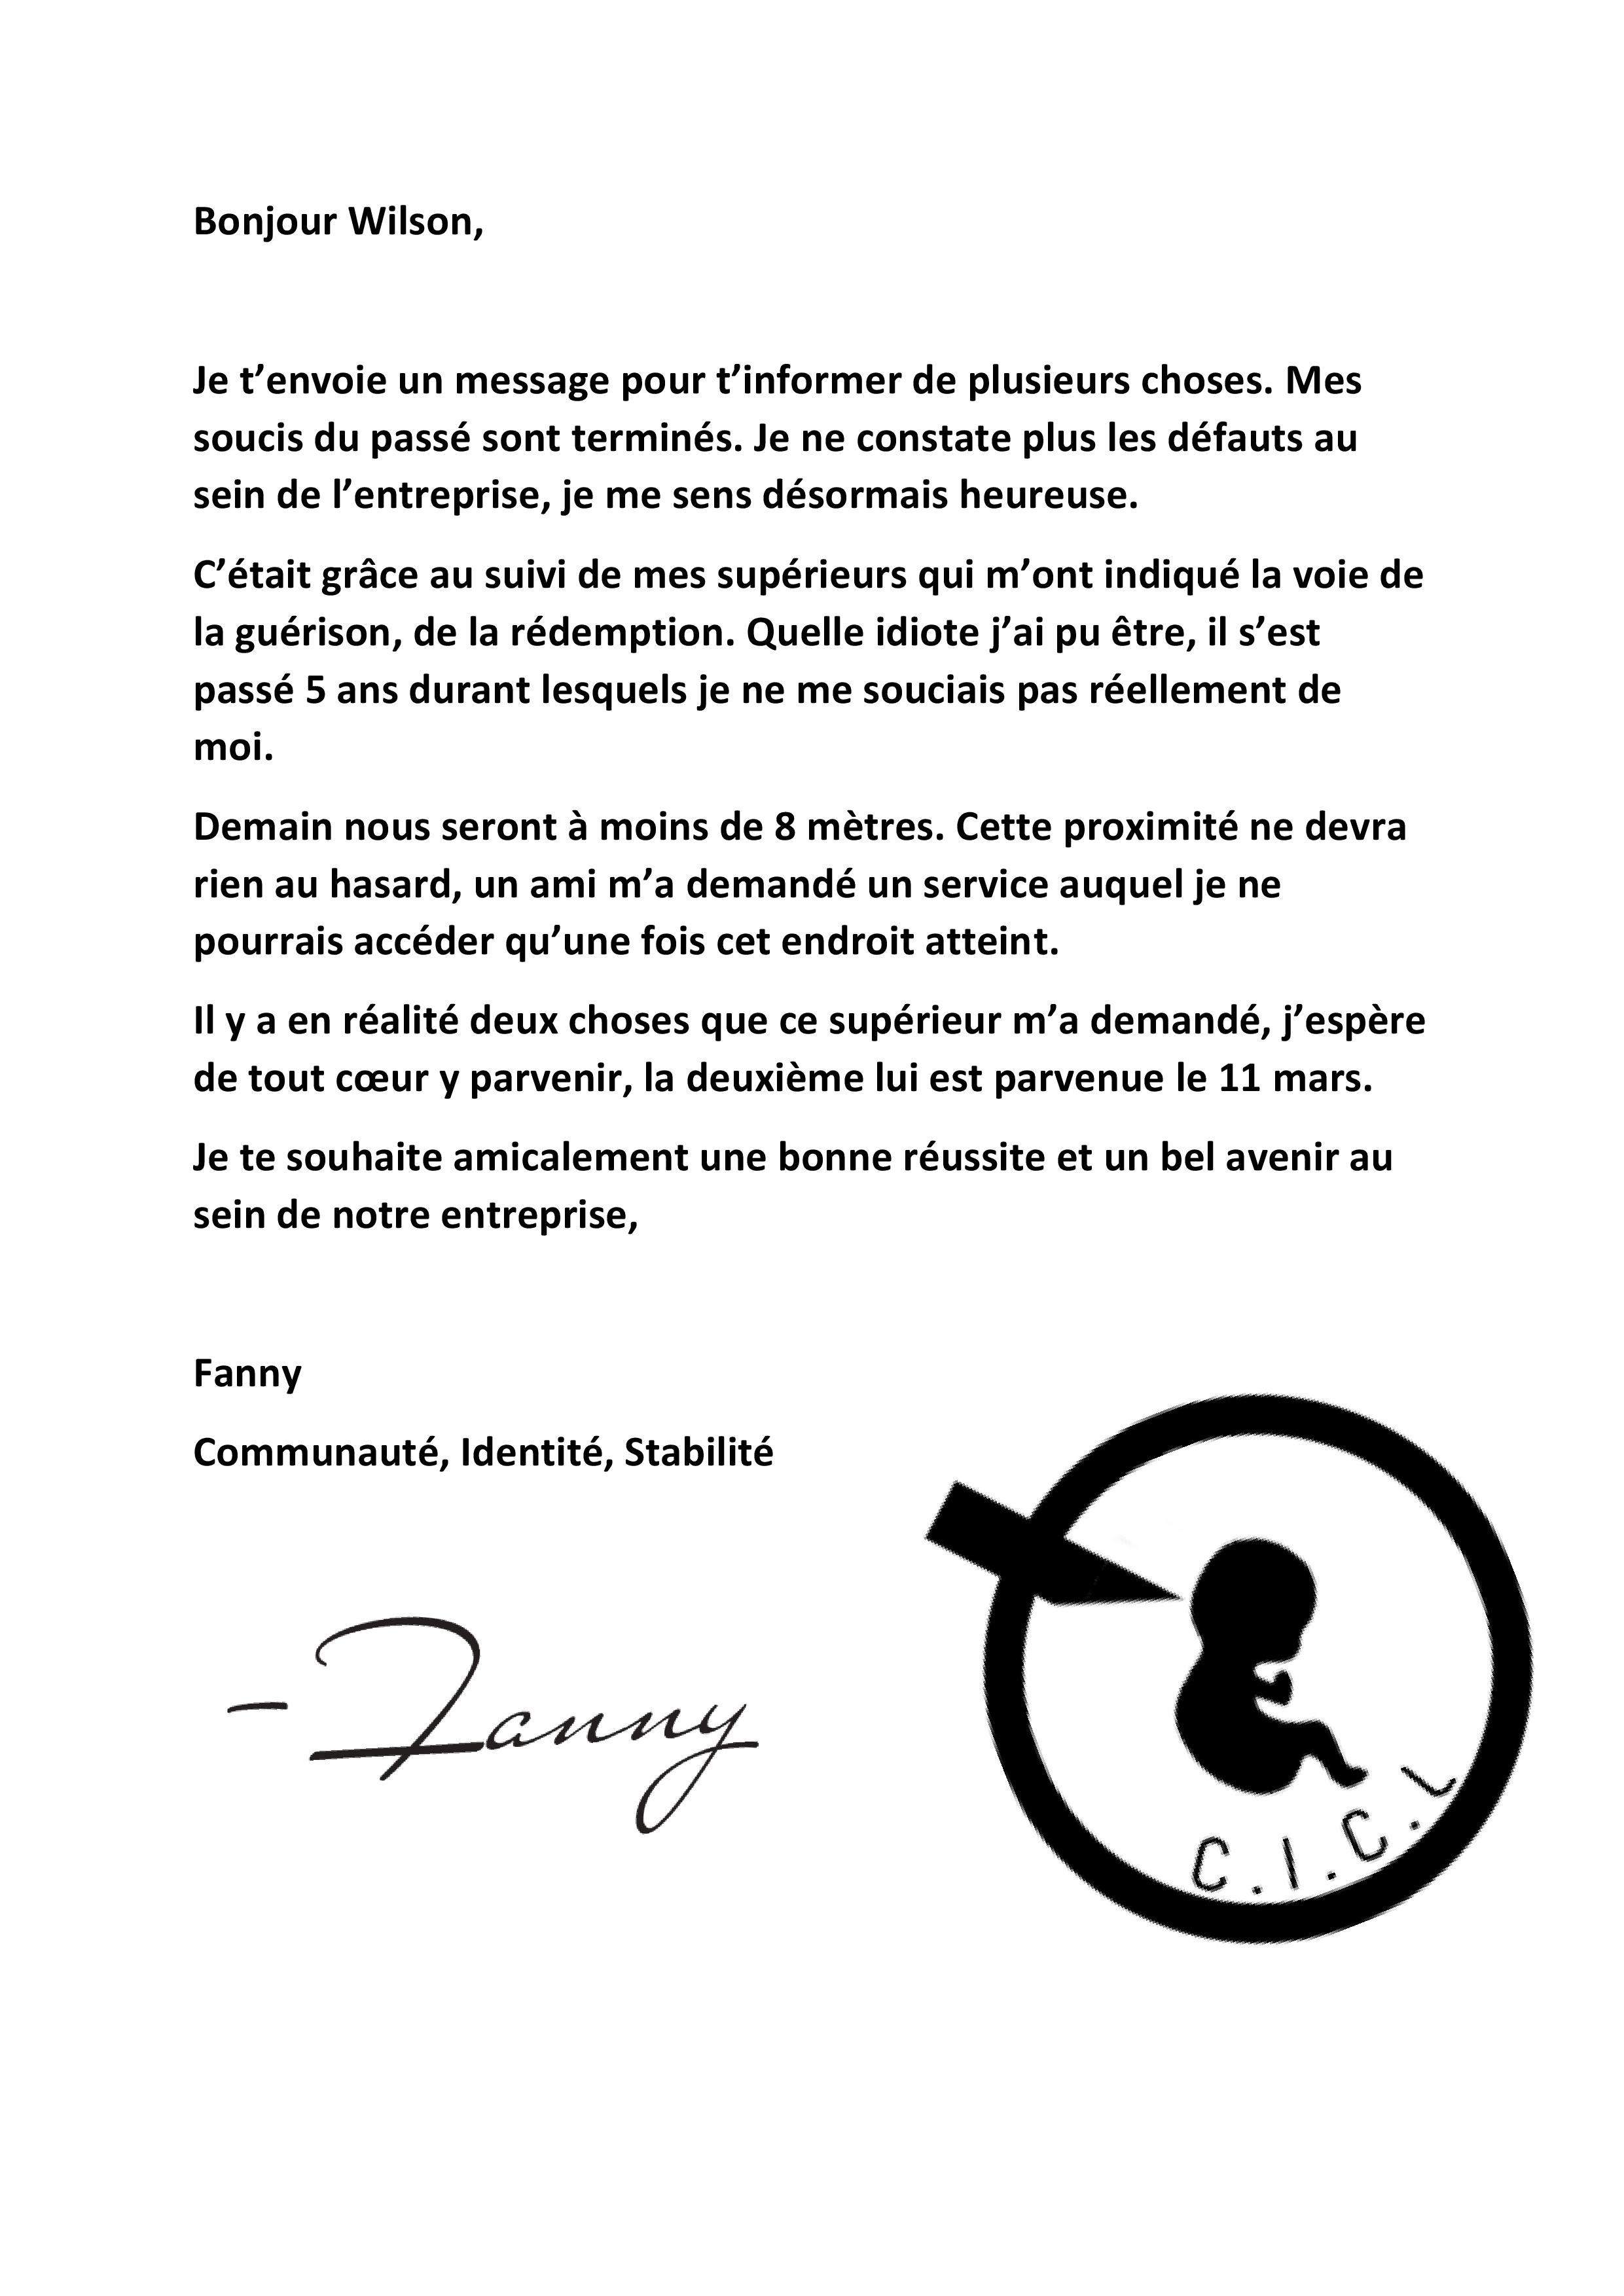 Bonjour Wilson,
Je t’envoie un message pour t’informer de plusieurs choses. Mes
soucis du passé sont terminés. Je ne constate plus les défauts au
sein de l’entreprise, je me sens désormais heureuse.
C’était grâce au suivi de mes supérieurs qui m’ont indiqué la voie de
la guérison, de la rédemption. Quelle idiote j’ai pu être, il s’est
passé 5 ans durant lesquels je ne me souciais pas réellement de
moi.
Demain nous seront à moins de 8 mètres. Cette proximité ne devra
rien au hasard, un ami m’a demandé un service auquel je ne
pourrais accéder qu’une fois cet endroit atteint.
Il y a en réalité deux choses que ce supérieur m’a demandé, j’espère
de tout cœur y parvenir, la deuxième lui est parvenue le 11 mars.
Je te souhaite amicalement une bonne réussite et un bel avenir au
sein de notre entreprise,
Fanny
Communauté, Identité, Stabilité
– Fanny
C.I.C.L